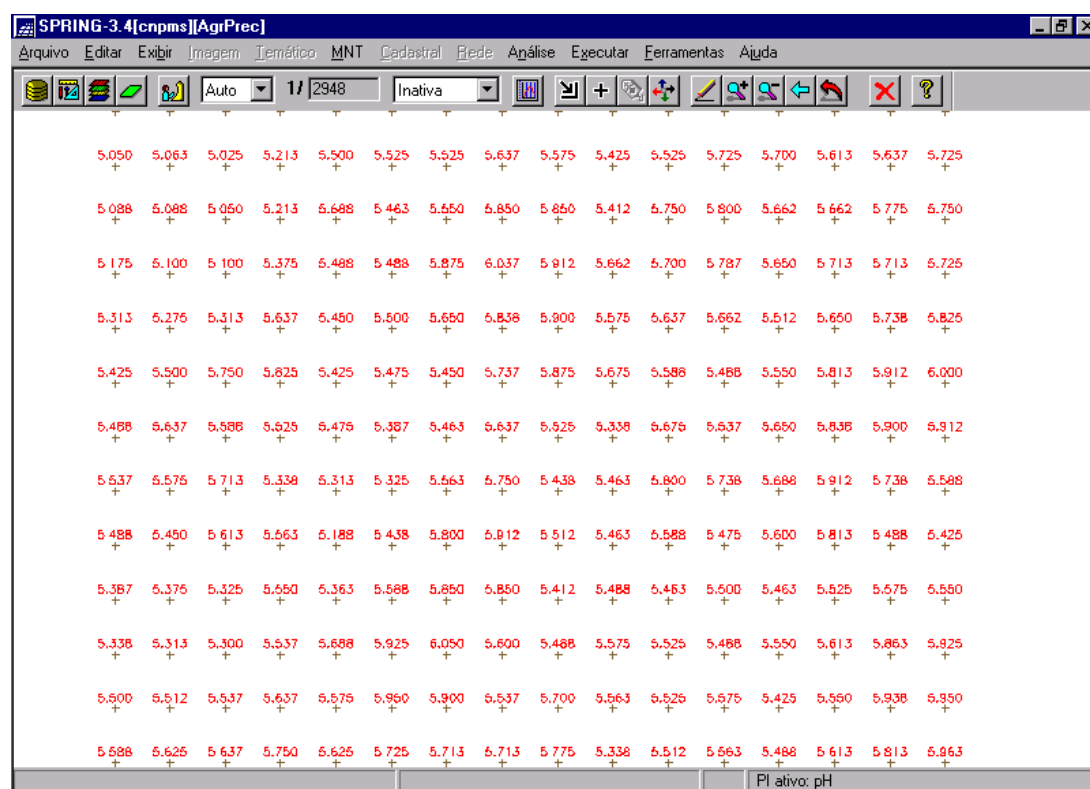 SPRING-3.4[cnpms][AgrPrec]
Arquivo Editar Exibir Imagem Temático MNT Cadastral Rede Análise Executar Ferramentas Ajuda
Auto 1/ 2948 Inativa
5.050 5.063 5.025 5.213 5.500 5.525 5.525 5.637 5.575 5.425 5.525 5.725 5.700 5.613 5.637 5.725
5.088 5.088 5.050 5.213 5.688 5.463 5.550 5.850 5.850 5.412 5.750 5.800 5.662 5.662 5.775 5.750
5.175 5.100 5.100 5.375 5.488 5.488 5.875 6.037 5.912 5.662 5.700 5.787 5.650 5.713 5.713 5.725
5.313 5.275 5.313 5.637 5.450 5.500 5.650 5.838 5.900 5.575 5.637 5.662 5.512 5.650 5.738 5.825
5.425 5.500 5.750 5.625 5.425 5.475 5.450 5.737 5.875 5.675 5.588 5.488 5.550 5.813 5.912 6.000
5.488 5.637 5.588 5.525 5.475 5.387 5.463 5.637 5.525 5.338 5.675 5.537 5.650 5.838 5.900 5.912
5.537 5.575 5.713 5.338 5.313 5.325 5.563 5.750 5.438 5.463 5.600 5.738 5.688 5.912 5.738 5.588
5.488 5.450 5.613 5.563 5.188 5.438 5.800 5.912 5.512 5.463 5.588 5.475 5.600 5.813 5.488 5.425
5.387 5.375 5.325 5.550 5.363 5.588 5.850 5.850 5.412 5.488 5.463 5.500 5.463 5.525 5.575 5.550
5.338 5.313 5.300 5.537 5.688 5.925 6.050 5.600 5.488 5.575 5.525 5.488 5.550 5.613 5.863 5.925
5.500 5.512 5.537 5.637 5.575 5.950 5.900 5.537 5.700 5.563 5.525 5.575 5.425 5.550 5.938 5.950
5.588 5.625 5.637 5.750 5.625 5.725 5.713 5.713 5.775 5.338 5.512 5.563 5.488 5.613 5.813 5.963
PI ativo: pH